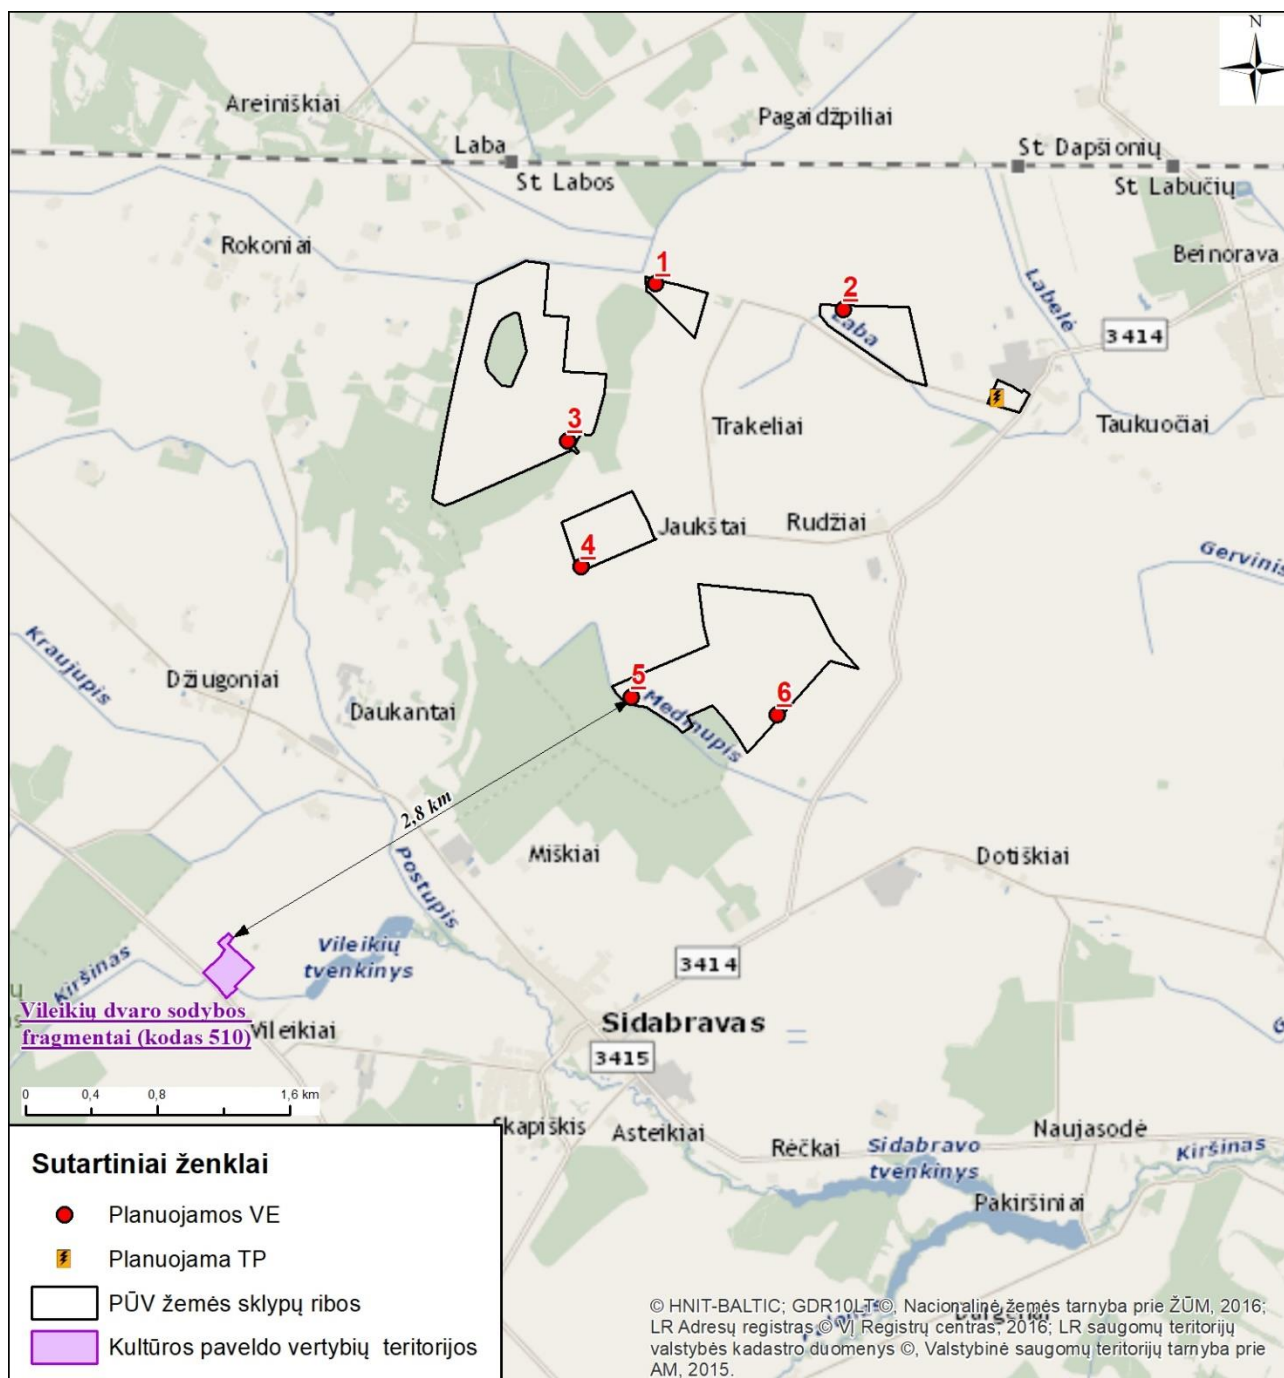 N
Areiniškiai
Pagaidžpiliai
Laba
St Dapšionių
St Labos
St Labučių
Rokoniai
Beinorava
1
2
Labelė
Laba
3414
3
Trakeliai
Taukuočiai
Jaukštai
Rudžiai
4
Gervinis
Kraujupis
Džiugoniai
5
6
Medinupis
Daukantai
2,8 km
Miškiai
Dotiškiai
Postupis
Vileikių
tvenkinys
Kiršinas
3414
Vileikių dvaro sodybos
fragmentai (kodas 510)
Vileikiai
Sidabravas
3415
0 0,4 0,8 1,6 km
Skapiškis
Asteikiai
Rėčkai
Sidabravo
tvenkinys
Naujasodė
Kiršinas
Pakiršiniai
Sutartiniai ženklai
Planuojamos VE
Planuojama TP
PŪV žemės sklypų ribos
Kultūros paveldo vertybių teritorijos
© HNIT-BALTIC; GDR10LT ©, Nacionalinė žemės tarnyba prie ŽŪM, 2016;
LR Adresų registras © VĮ Registrų centras, 2016; LR saugomų teritorijų
valstybės kadastro duomenys ©, Valstybinė saugomų teritorijų tarnyba prie
AM, 2015.